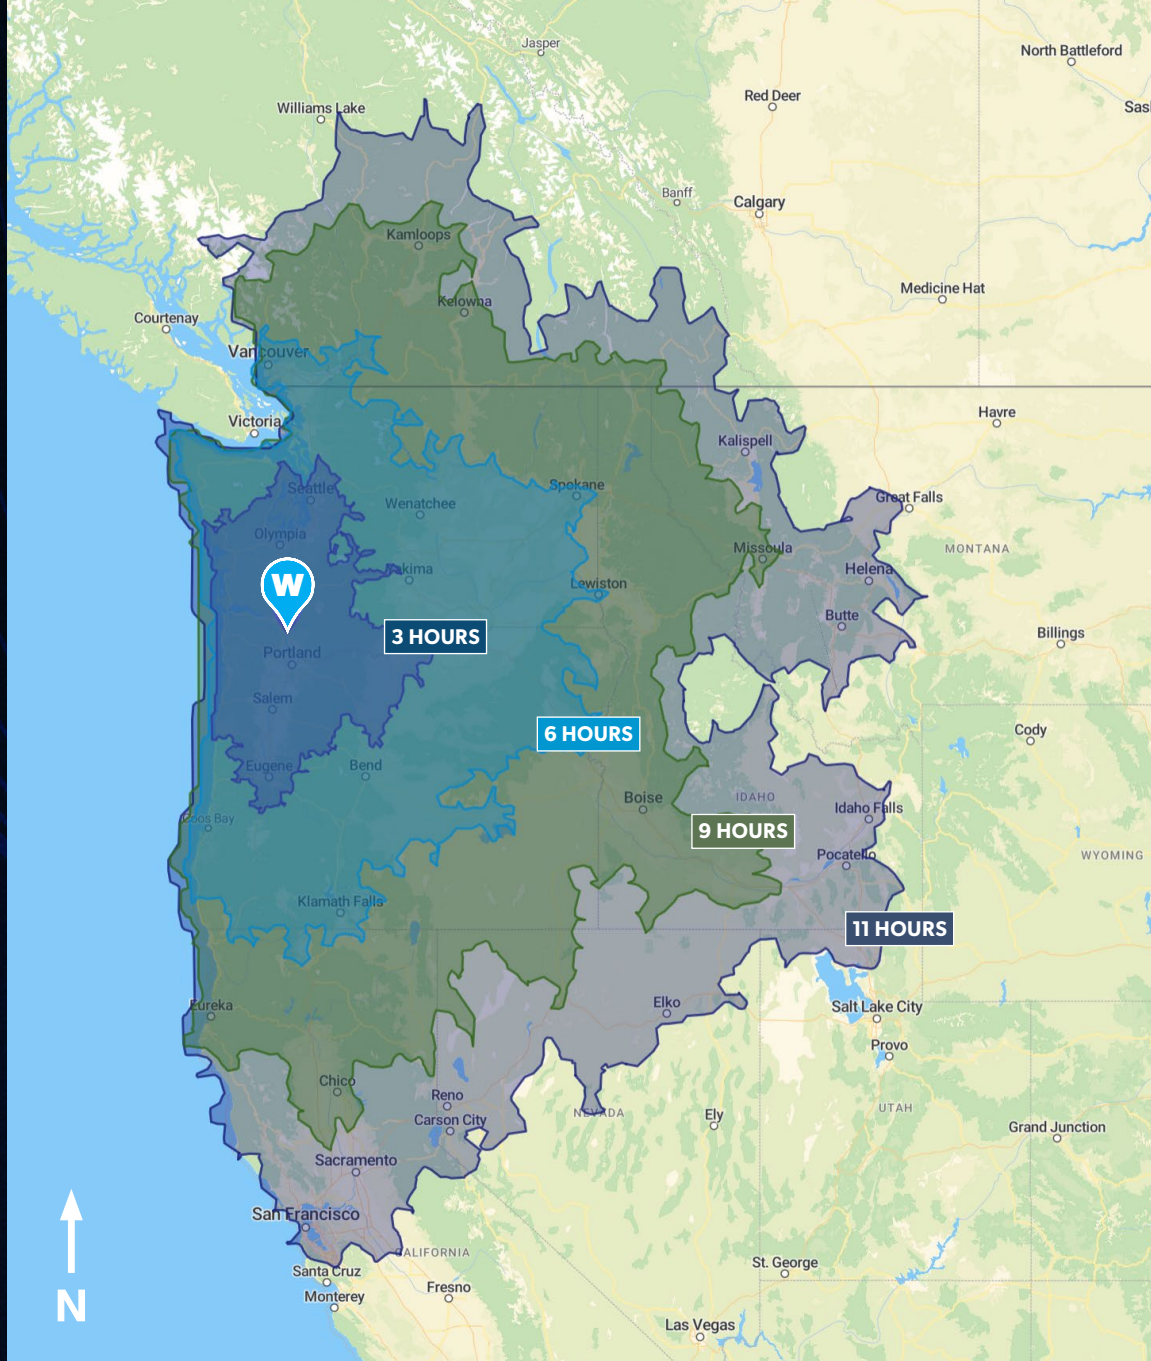 Jasper
North Battleford
Red Deer
Williams Lake
Banff
Calgary
Kamloops
Medicine Hat
Kelowna
Courtenay
Vancouver
Havre
Victoria
Kalispell
Spokane
Seattle
Great Falls
Wenatchee
Olympia
Missoula
MONTANA
Helena
kima
Lewiston
W
Butte
3 HOURS
Billings
Portland
Salem
6 HOURS
Cody
Eugene
Bend
Boise
IDAHO
Idaho Falls
Coos Bay
9 HOURS
Pocatello
WYOMING
Klamath Falls
11 HOURS
Eureka
Elko
Salt Lake City
Provo
Chico
Reno
NEVADA
UTAH
Carson City
Ely
Grand Junction
Sacramento
San Francisco
CALIFORNIA
St. George
Santa Cruz
Fresno
Monterey
N
Las Vegas